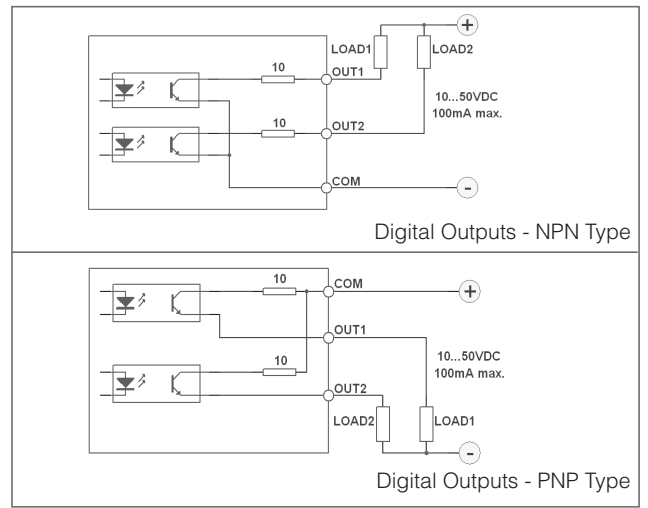 +
LOAD1
LOAD2
10
OUT1
10...50VDC
100mA max.
10
OUT2
COM
-
Digital Outputs - NPN Type
10
COM
+
OUT1
10
10...50VDC
100mA max.
OUT2
LOAD2
LOAD1
-
Digital Outputs - PNP Type